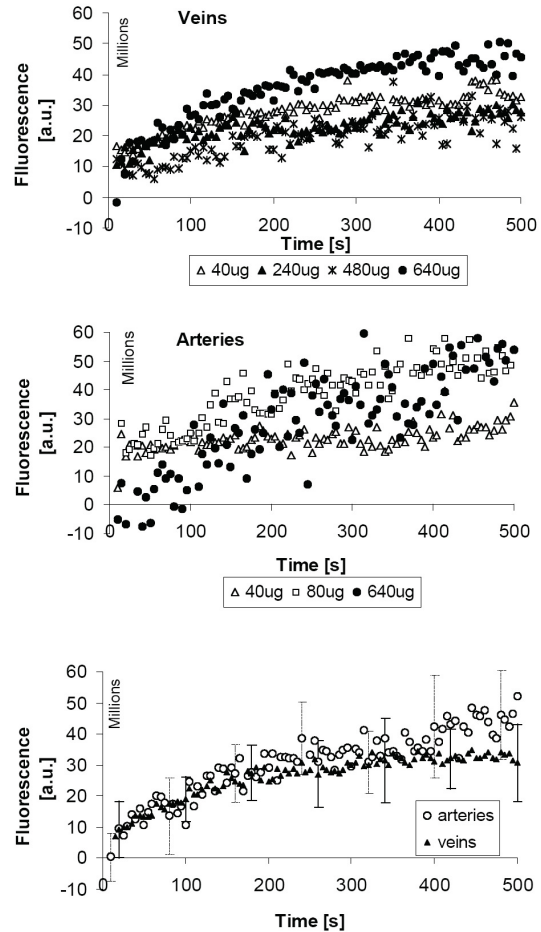 60
50
40
30
20
10
0
-10
Millions
Veins
Flluorescence
[a.u.]
0 100 200 300 400 500
Time [s]
40ug 240ug 480ug 640ug
60
50
40
30
20
10
0
-10
Millions
Arteries
Fluorescence
[a.u.]
0 100 200 300 400 500
Time [s]
40ug 80ug 640ug
60
50
40
30
20
10
0
-10
Millions
Fluorescence
[a.u.]
arteries
veins
0 100 200 300 400 500
Time [s]